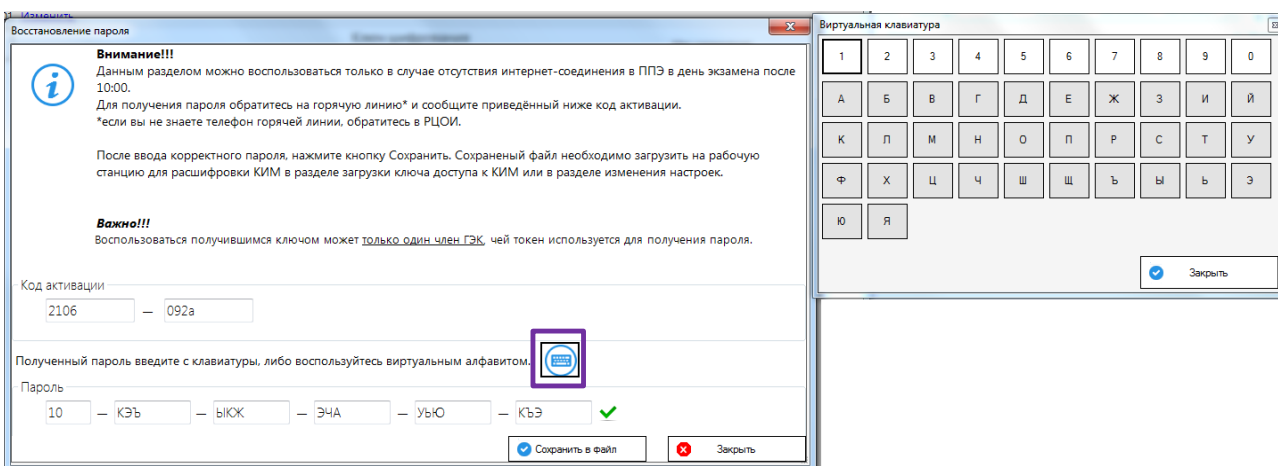 Изменить
Восстановление пароля
Внимание!!!
Данным разделом можно воспользоваться только в случае отсутствия интернет-соединения в ППЭ в день экзамена после
10:00.
Для получения пароля обратитесь на горячую линию* и сообщите приведённый ниже код активации.
*если вы не знаете телефон горячей линии, обратитесь в РЦОИ.
После ввода корректного пароля, нажмите кнопку Сохранить. Сохраненый файл необходимо загрузить на рабочую
станцию для расшифровки КИМ в разделе загрузки ключа доступа к КИМ или в разделе изменения настроек.
Важно!!!
Воспользоваться получившимся ключом может только один член ГЭК, чей токен используется для получения пароля.
Код активации
2106 — 092a
Полученный пароль введите с клавиатуры, либо воспользуйтесь виртуальным алфавитом.
Пароль
10 — КЭЪ — ЫКЖ — ЭЧА — УЬЮ — КЪЭ
Сохранить в файл Закрыть
Виртуальная клавиатура
1 2 3 4 5 6 7 8 9 0
А Б В Г Д Е Ж З И Й
К Л М Н О П Р С Т У
Ф Х Ц Ч Ш Щ Ъ Ы Ь Э
Ю Я
Закрыть